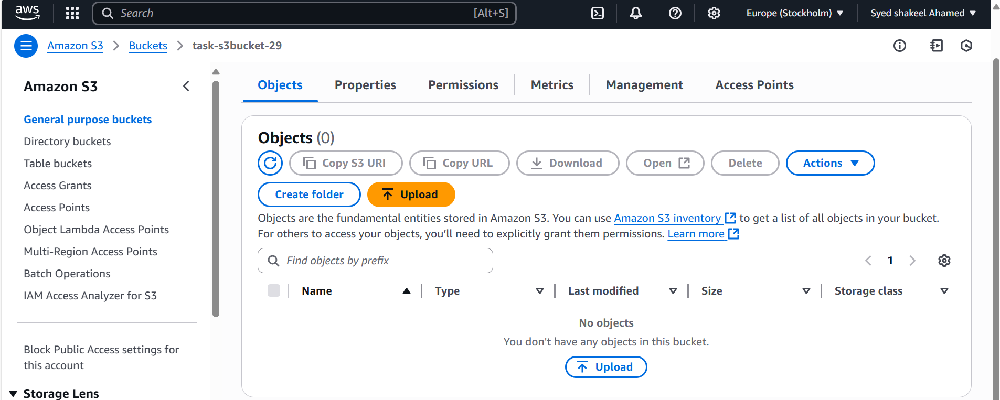 aws
Search [Alt+S]
Europe (Stockholm)
Syed shakeel Ahamed
Amazon S3 Buckets task-s3bucket-29
Amazon S3
General purpose buckets
Directory buckets
Table buckets
Access Grants
Access Points
Object Lambda Access Points
Multi-Region Access Points
Batch Operations
IAM Access Analyzer for S3
Block Public Access settings for
this account
Storage Lens
Objects Properties Permissions Metrics Management Access Points
Objects (0)
Copy S3 URI Copy URL Download Open Delete Actions
Create folder Upload
Objects are the fundamental entities stored in Amazon S3. You can use Amazon S3 inventory to get a list of all objects in your bucket.
For others to access your objects, you’ll need to explicitly grant them permissions. Learn more
Find objects by prefix
1
Name Type Last modified Size Storage class
No objects
You don't have any objects in this bucket.
Upload